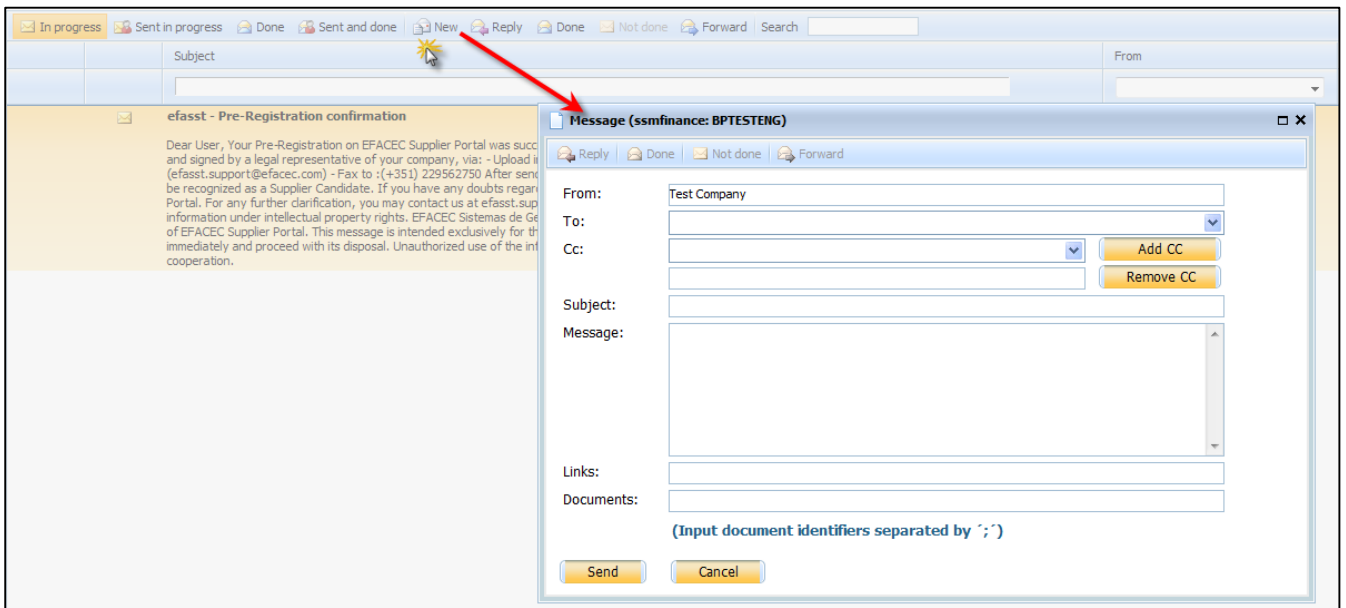 In progress Sent in progress Done Sent and done New Reply Done Not done Forward Search
Subject From
efasst - Pre-Registration confirmation
Dear User, Your Pre-Registration on EFACEC Supplier Portal was succ
and signed by a legal representative of your company, via: - Upload i
(efasst.support@efacec.com) - Fax to :(+351) 229562750 After send
be recognized as a Supplier Candidate. If you have any doubts regar
Portal. For any further clarification, you may contact us at efasst.sup
information under intellectual property rights. EFACEC Sistemas de Ge
of EFACEC Supplier Portal. This message is intended exclusively for th
immediately and proceed with its disposal. Unauthorized use of the inf
cooperation.
Message (ssmfinance: BPTESTENG)
Reply Done Not done Forward
From: Test Company
To:
Cc: Add CC
Remove CC
Subject:
Message:
Links:
Documents:
(Input document identifiers separated by ´;´)
Send Cancel